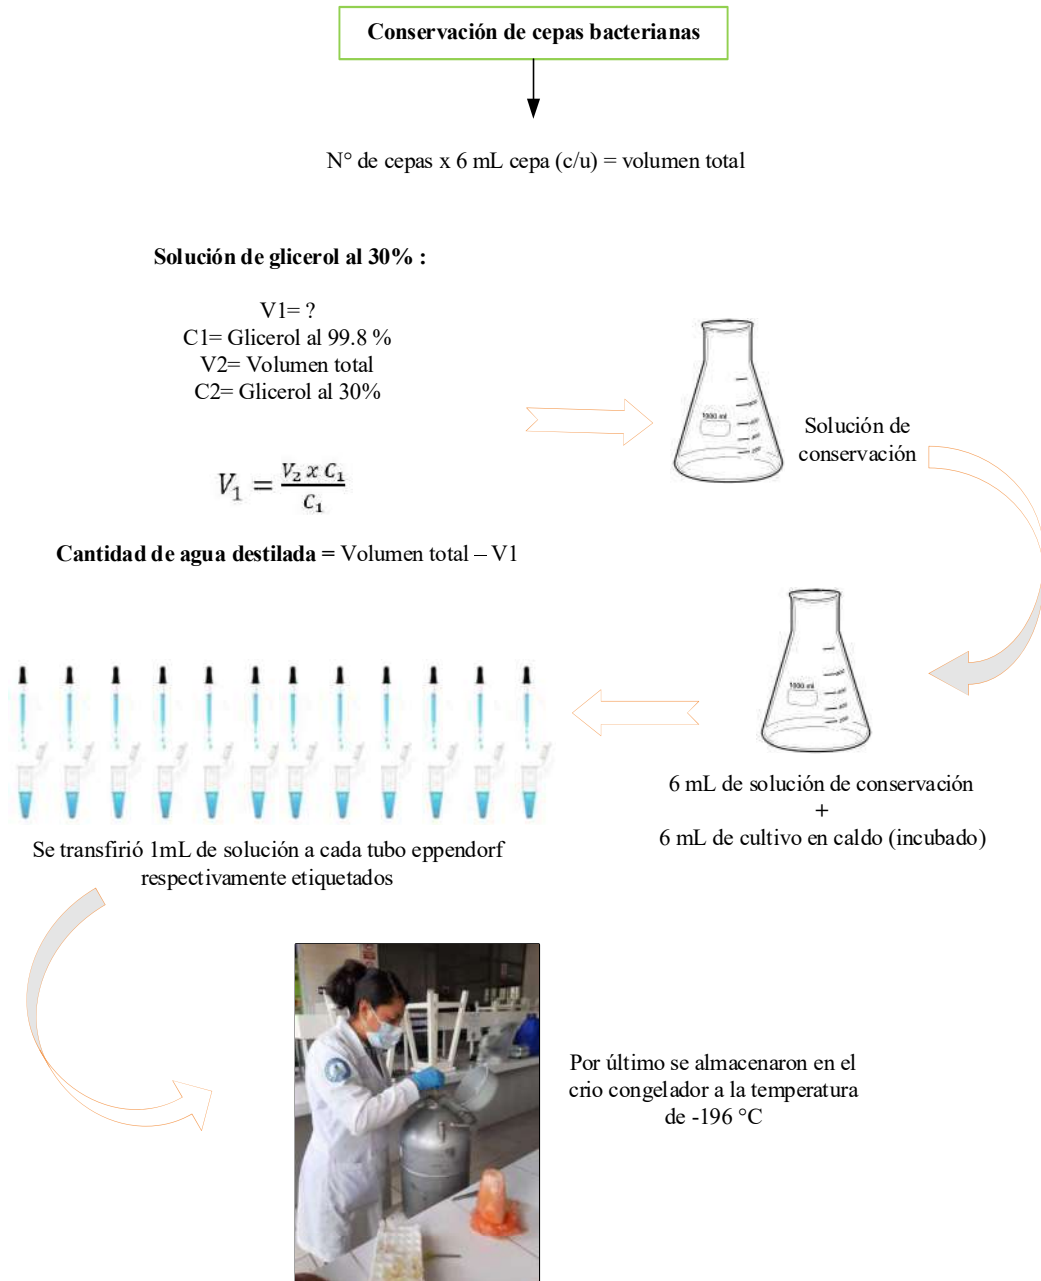 Conservación de cepas bacterianas
N° de cepas x 6 mL cepa (c/u) = volumen total
Solución de glicerol al 30% :
V1= ?
C1= Glicerol al 99.8 %
V2= Volumen total
C2= Glicerol al 30%
V₁ = V₂ x C₁ / C₁
Cantidad de agua destilada = Volumen total – V1
1000 ml
Solución de
conservación
1000 ml
6 mL de solución de conservación
+
6 mL de cultivo en caldo (incubado)
Se transfirió 1mL de solución a cada tubo eppendorf
respectivamente etiquetados
Por último se almacenaron en el
crio congelador a la temperatura
de -196 °C